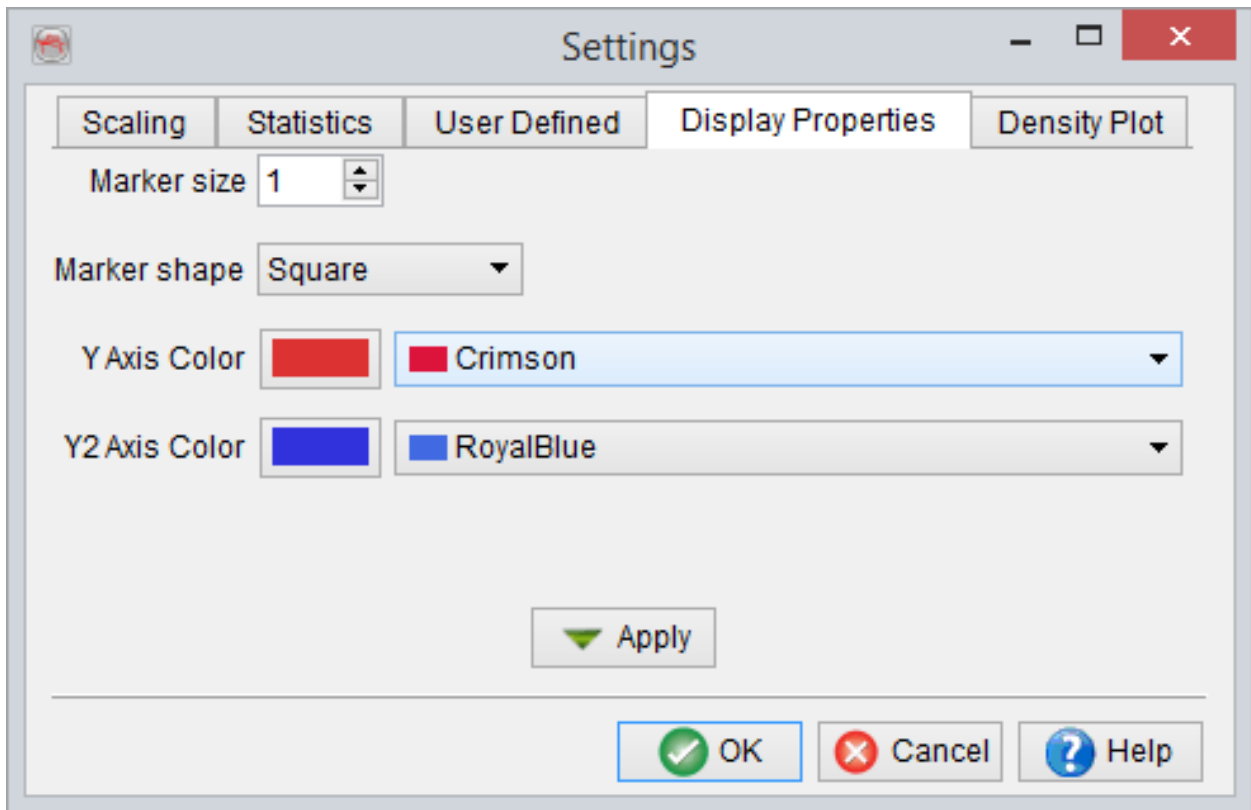 Settings
Scaling Statistics User Defined Display Properties Density Plot
Marker size 1
Marker shape Square
Y Axis Color Crimson
Y2 Axis Color RoyalBlue
Apply
OK Cancel Help